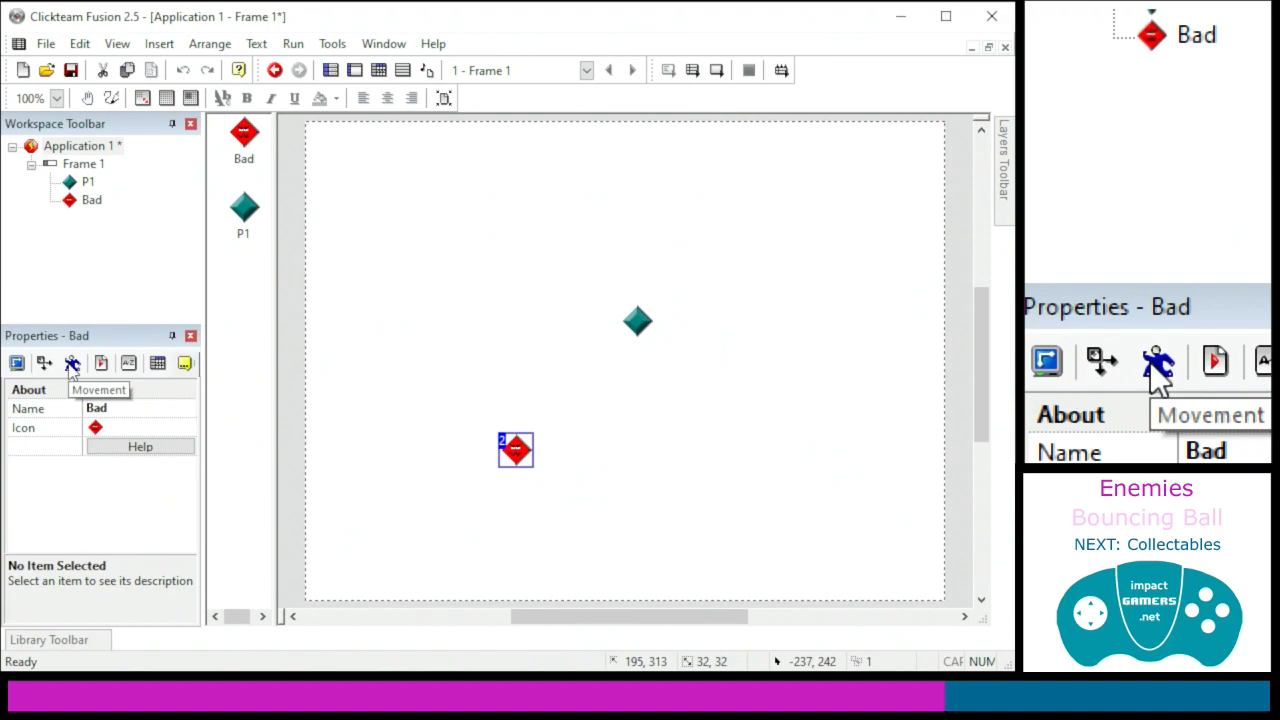 Clickteam Fusion 2.5 - [Application 1 - Frame 1*]
File Edit View Insert Arrange Text Run Tools Window Help
1 - Frame 1
100%
B I U
Workspace Toolbar
Application 1 *
Frame 1
P1
Bad
Bad
P1
Layers Toolbar
2
Properties - Bad
Movement
About
Name Bad
Icon
Help
No Item Selected
Select an item to see its description
Library Toolbar
Ready
195, 313
32, 32
-237, 242
1
CAP NUM
Bad
Properties - Bad
Movement
About
Name Bad
Enemies
Bouncing Ball
NEXT: Collectables
impact
GAMERS
.net